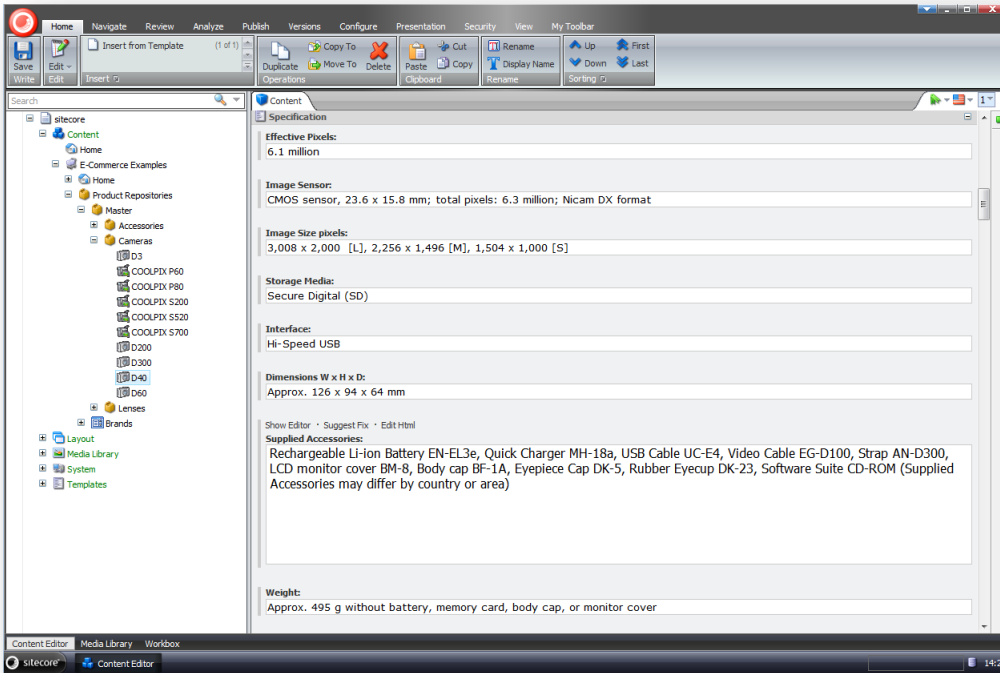 Home Navigate Review Analyze Publish Versions Configure Presentation Security View My Toolbar
Save
Write
Edit
Edit
Insert from Template (1 of 1)
Insert
Duplicate
Copy To
Move To
Delete
Operations
Paste
Cut
Copy
Clipboard
Rename
Display Name
Rename
Up
Down
First
Last
Sorting
Search
sitecore
Content
Home
E-Commerce Examples
Home
Product Repositories
Master
Accessories
Cameras
D3
COOLPIX P60
COOLPIX P80
COOLPIX S200
COOLPIX S520
COOLPIX S700
D200
D300
D40
D60
Lenses
Brands
Layout
Media Library
System
Templates
Content
1
Specification
Effective Pixels:
6.1 million
Image Sensor:
CMOS sensor, 23.6 x 15.8 mm; total pixels: 6.3 million; Nicam DX format
Image Size pixels:
3,008 x 2,000 [L], 2,256 x 1,496 [M], 1,504 x 1,000 [S]
Storage Media:
Secure Digital (SD)
Interface:
Hi-Speed USB
Dimensions W x H x D:
Approx. 126 x 94 x 64 mm
Show Editor · Suggest Fix · Edit Html
Supplied Accessories:
Rechargeable Li-ion Battery EN-EL3e, Quick Charger MH-18a, USB Cable UC-E4, Video Cable EG-D100, Strap AN-D300,
LCD monitor cover BM-8, Body cap BF-1A, Eyepiece Cap DK-5, Rubber Eyecup DK-23, Software Suite CD-ROM (Supplied
Accessories may differ by country or area)
Weight:
Approx. 495 g without battery, memory card, body cap, or monitor cover
Content Editor Media Library Workbox
sitecore Content Editor